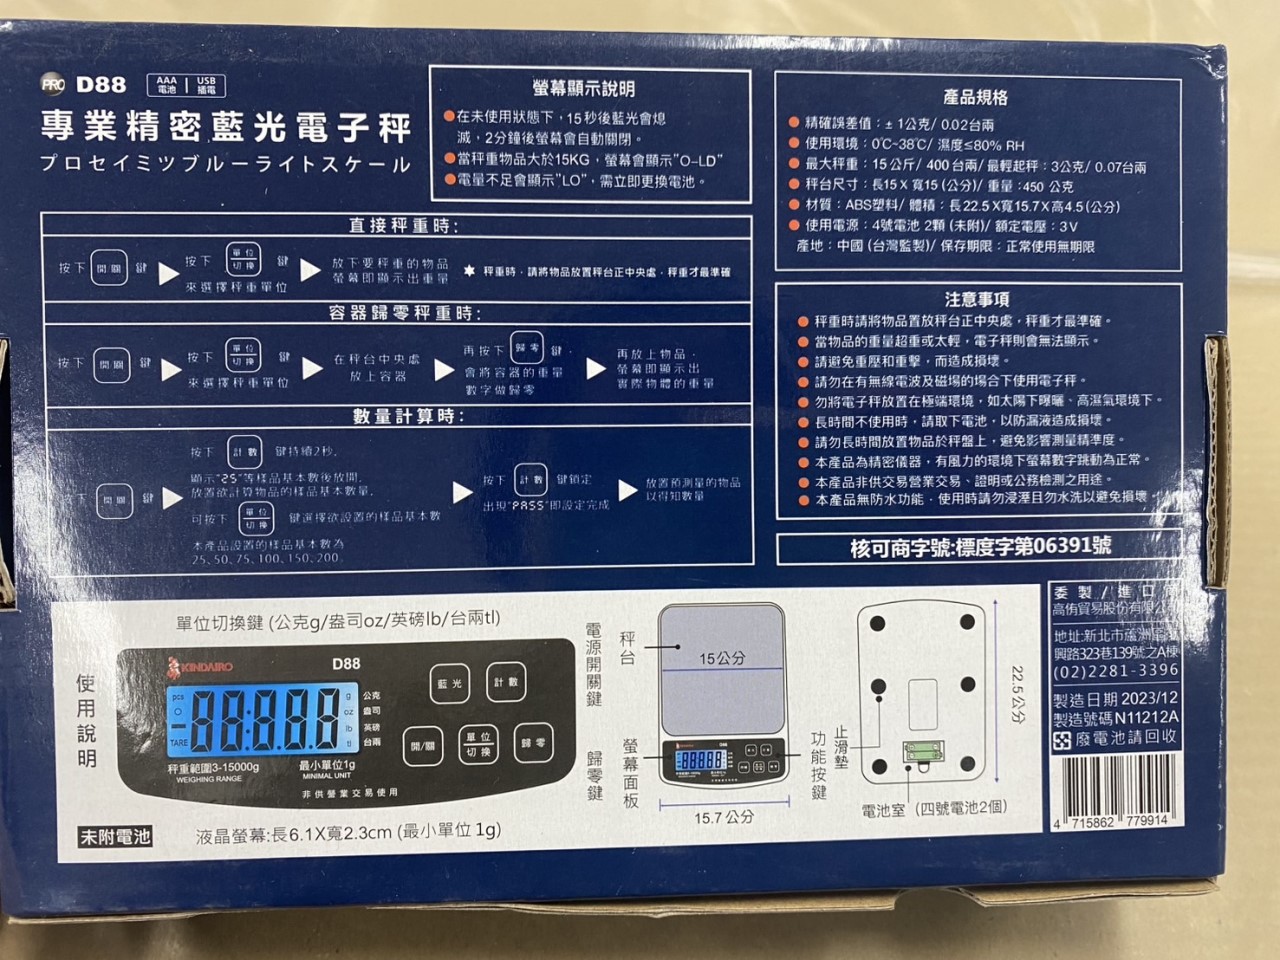 PRO D88 AAA電池 | USB插電
專業精密藍光電子秤
プロセイミツブルーライトスケール
螢幕顯示說明
●在未使用狀態下，15秒後藍光會熄
滅，2分鐘後螢幕會自動關閉。
●當秤重物品大於15KG，螢幕會顯示"O-LD"
●電量不足會顯示"LO"，需立即更換電池。
直接秤重時:
按下 開/關 鍵
按下 單位切換 鍵
來選擇秤重單位
放下要秤重的物品
螢幕即顯示出重量
★ 秤重時，請將物品放置秤台正中央處，秤重才最準確
容器歸零秤重時:
按下 開/關 鍵
按下 單位切換 鍵
來選擇秤重單位
在秤台中央處
放上容器
再按下 歸零 鍵，
會將容器的重量
數字做歸零
再放上物品，
螢幕即顯示出
實際物體的重量
數量計算時:
按下 開/關 鍵
按下 計數 鍵持續2秒，
顯示"25"等樣品基本數後放開，
放置欲計算物品的樣品基本數量，
可按下 單位切換 鍵選擇欲設置的樣品基本數
本產品設置的樣品基本數為
25、50、75、100、150、200。
按下 計數 鍵鎖定
出現"PASS"即設定完成
放置預測量的物品
以得知數量
產品規格
● 精確誤差值：± 1公克/ 0.02台兩
● 使用環境：0℃~38℃/ 濕度≤80% RH
● 最大秤重：15公斤/ 400台兩/ 最輕起秤：3公克/ 0.07台兩
● 秤台尺寸：長15 X 寬15 (公分)/ 重量：450 公克
● 材質：ABS塑料/ 體積：長22.5X寬15.7X高4.5(公分)
● 使用電源：4號電池 2顆 (未附)/ 額定電壓：3V
產地：中國 (台灣監製)/ 保存期限：正常使用無期限
注意事項
● 秤重時請將物品置放秤台正中央處，秤重才最準確。
● 當物品的重量超重或太輕，電子秤則會無法顯示。
● 請避免重壓和重擊，而造成損壞。
● 請勿在有無線電波及磁場的場合下使用電子秤。
● 勿將電子秤放置在極端環境，如太陽下曝曬、高濕氣環境下。
● 長時間不使用時，請取下電池，以防漏液造成損壞。
● 請勿長時間放置物品於秤盤上，避免影響測量精準度。
● 本產品為精密儀器，有風力的環境下螢幕數字跳動為正常。
● 本產品非供交易營業交易、證明或公務檢測之用途。
● 本產品無防水功能，使用時請勿浸溼且勿水洗以避免損壞。
核可商字號:標度字第06391號
使用說明
單位切換鍵 (公克g/盎司oz/英磅lb/台兩tl)
KINDAIRO
D88
pcs
TARE
88:88.8.8
g 公克
oz 盎司
lb 英磅
tl 台兩
秤重範圍3-15000g
WEIGHING RANGE
最小單位1g
MINIMAL UNIT
非供營業交易使用
藍光
計數
開/關
單位切換
歸零
未附電池
液晶螢幕:長6.1X寬2.3cm (最小單位1g)
電源開關鍵
歸零鍵
秤台
螢幕面板
15公分
15.7公分
功能按鍵
止滑墊
22.5公分
電池室 (四號電池2個)
委製/進口
高侑貿易股份有限公
地址:新北市蘆洲區
興路323巷139號之A棟
(02)2281-3396
製造日期 2023/12
製造號碼N11212A
廢電池請回收
4 715862 779914